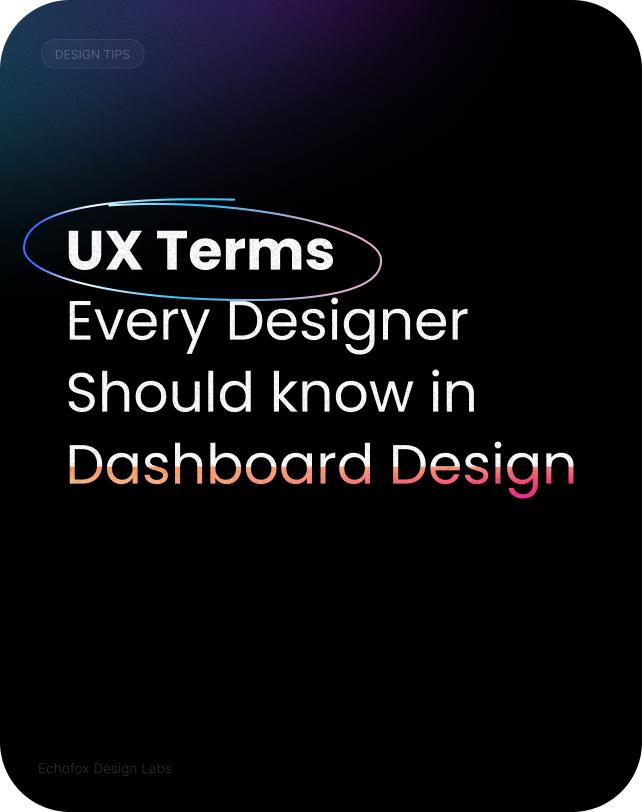 DESIGN TIPS
UX Terms
Every Designer
Should know in
Dashboard Design
Echofox Design Labs